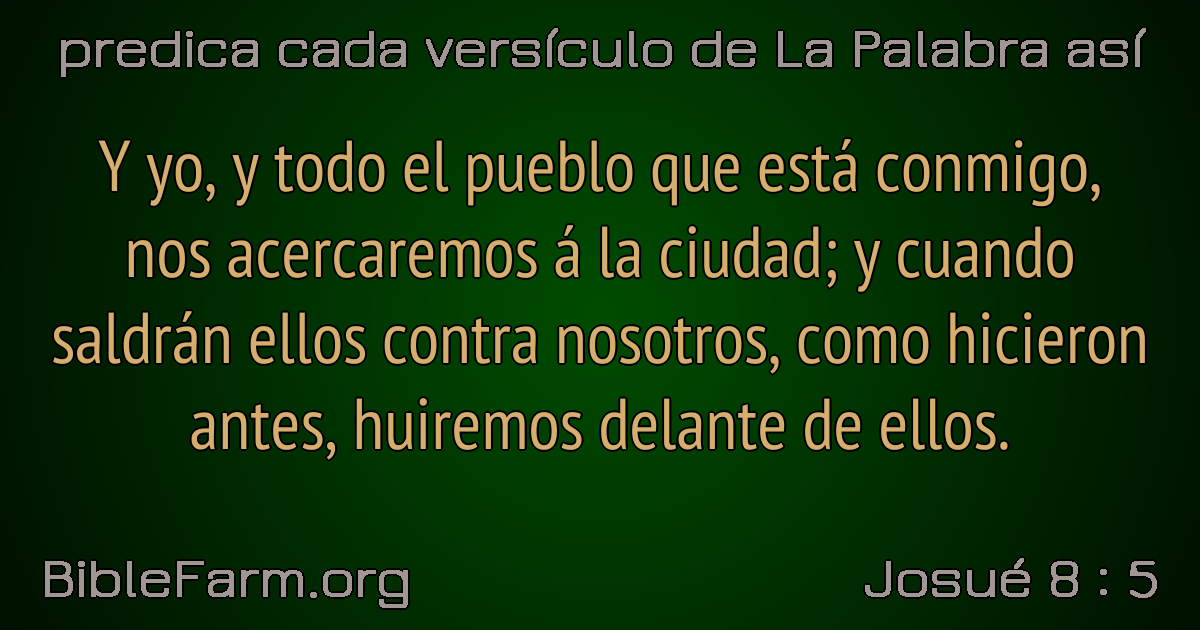 predica cada versículo de La Palabra así
Y yo, y todo el pueblo que está conmigo,
nos acercaremos á la ciudad; y cuando
saldrán ellos contra nosotros, como hicieron
antes, huiremos delante de ellos.
BibleFarm.org
Josué 8 : 5